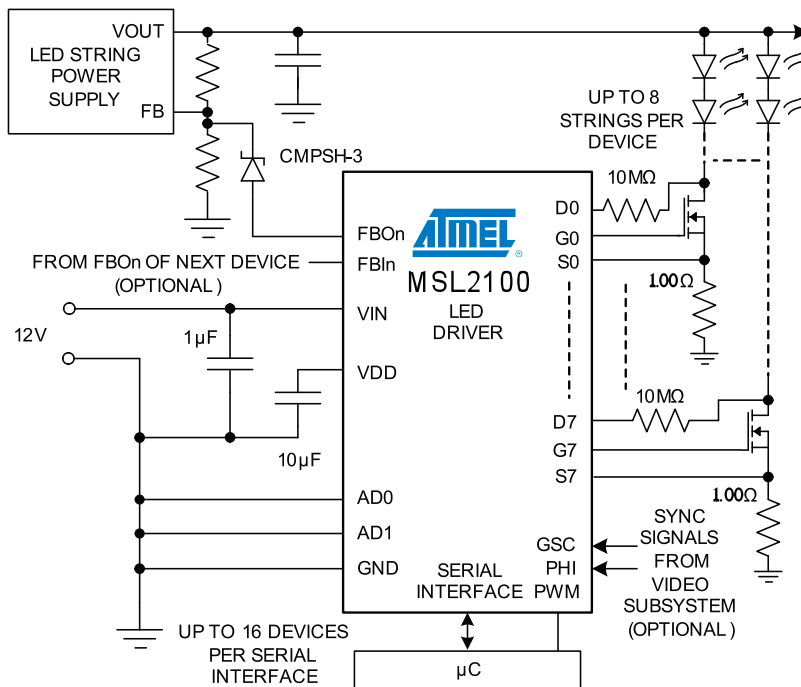 VOUT
LED STRING
POWER
SUPPLY
FB
UP TO 8
STRINGS PER
DEVICE
CMPSH-3
10MΩ
D0
ATMEL
®
FBOn
G0
FROM FBOn OF NEXT DEVICE
(OPTIONAL)
FBIn
S0
MSL2100
LED
DRIVER
1.00Ω
VIN
12V
1µF
VDD
10MΩ
D7
G7
10µF
S7
1.00Ω
AD0
AD1
GND
SYNC
SIGNALS
FROM
VIDEO
SUBSYSTEM
(OPTIONAL)
GSC
PHI
PWM
SERIAL
INTERFACE
UP TO 16 DEVICES
PER SERIAL
INTERFACE
µC